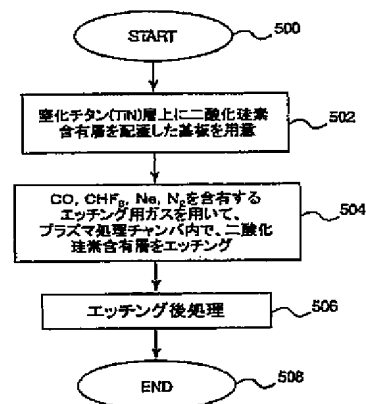 START
500
窒化チタン(TiN)層上に二酸化珪素
含有層を配置した基板を用意
502
CO, CHF3, Ne, N2を含有する
エッチング用ガスを用いて、
プラズマ処理チャンバ内で、二酸化
珪素含有層をエッチング
504
エッチング後処理
506
END
508